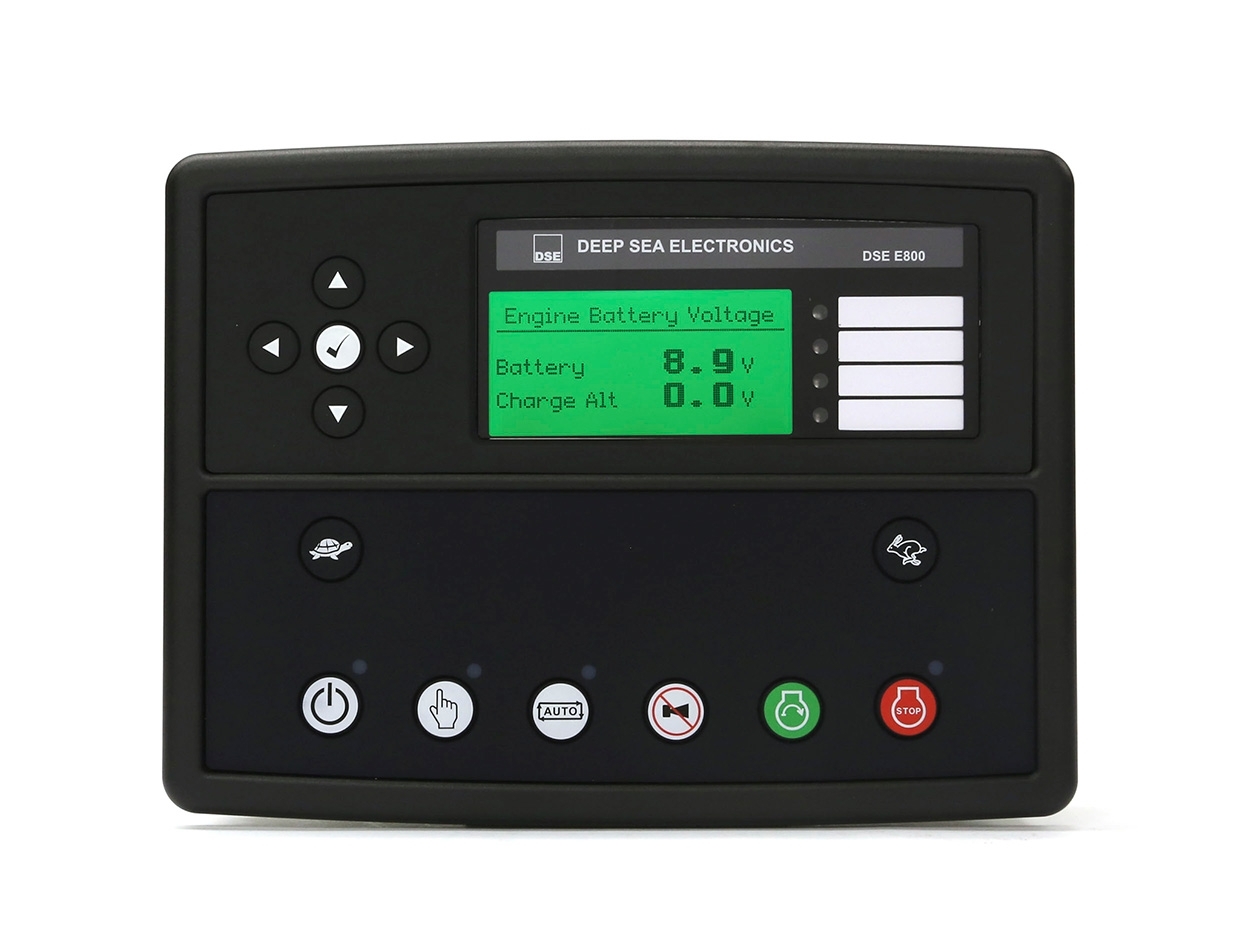 DSE DEEP SEA ELECTRONICS
DSE E800
Engine Battery Voltage
Battery 8.9 V
Charge Alt 0.0 V
AUTO
STOP